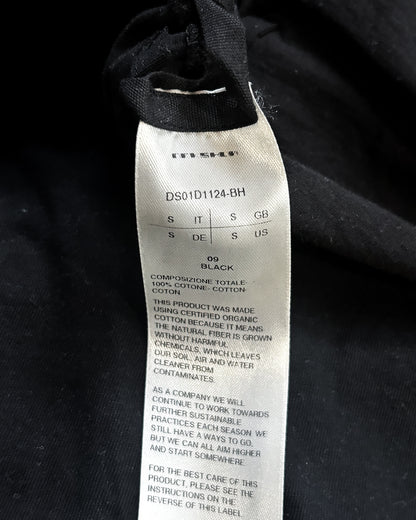 DS01D1124-BH
S IT S GB
S DE S US
09
BLACK
COMPOSIZIONE TOTALE:
100% COTONE- COTTON-
COTON
THIS PRODUCT WAS MADE
USING CERTIFIED ORGANIC
COTTON BECAUSE IT MEANS
THE NATURAL FIBER IS GROWN
WITHOUT HARMFUL
CHEMICALS, WHICH LEAVES
OUR SOIL, AIR AND WATER
CLEANER FROM
CONTAMINATES.
AS A COMPANY WE WILL
CONTINUE TO WORK TOWARDS
FURTHER SUSTAINABLE
PRACTICES EACH SEASON. WE
STILL HAVE A WAYS TO GO,
BUT WE CAN ALL AIM HIGHER
AND START SOMEWHERE
FOR THE BEST CARE OF THIS
PRODUCT, PLEASE SEE THE
INSTRUCTIONS ON THE
REVERSE OF THIS LABEL